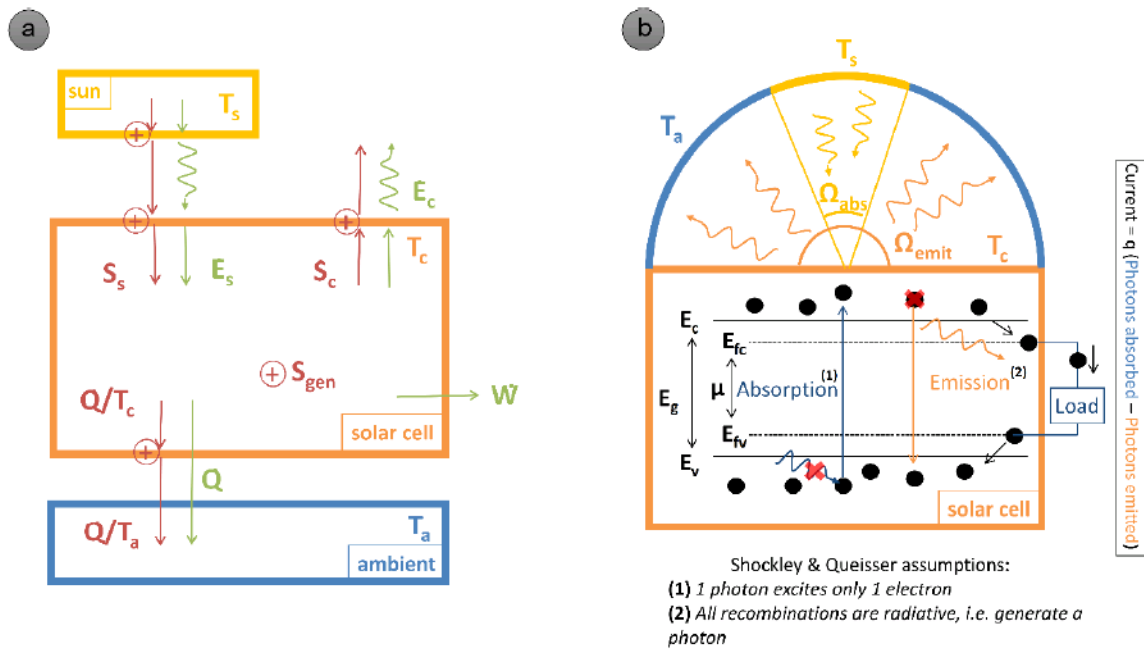 a
sun
T_s
E_c
T_c
S_s
E_s
S_c
S_gen
Q/T_c
W
solar cell
Q
Q/T_a
T_a
ambient
b
T_s
T_a
Ω_abs
Ω_emit
T_c
E_c
E_fc
Absorption (1)
Emission (2)
μ
E_g
Load
E_fv
E_v
solar cell
Current = q (Photons absorbed – Photons emitted)
Shockley & Queisser assumptions:
(1) 1 photon excites only 1 electron
(2) All recombinations are radiative, i.e. generate a
photon